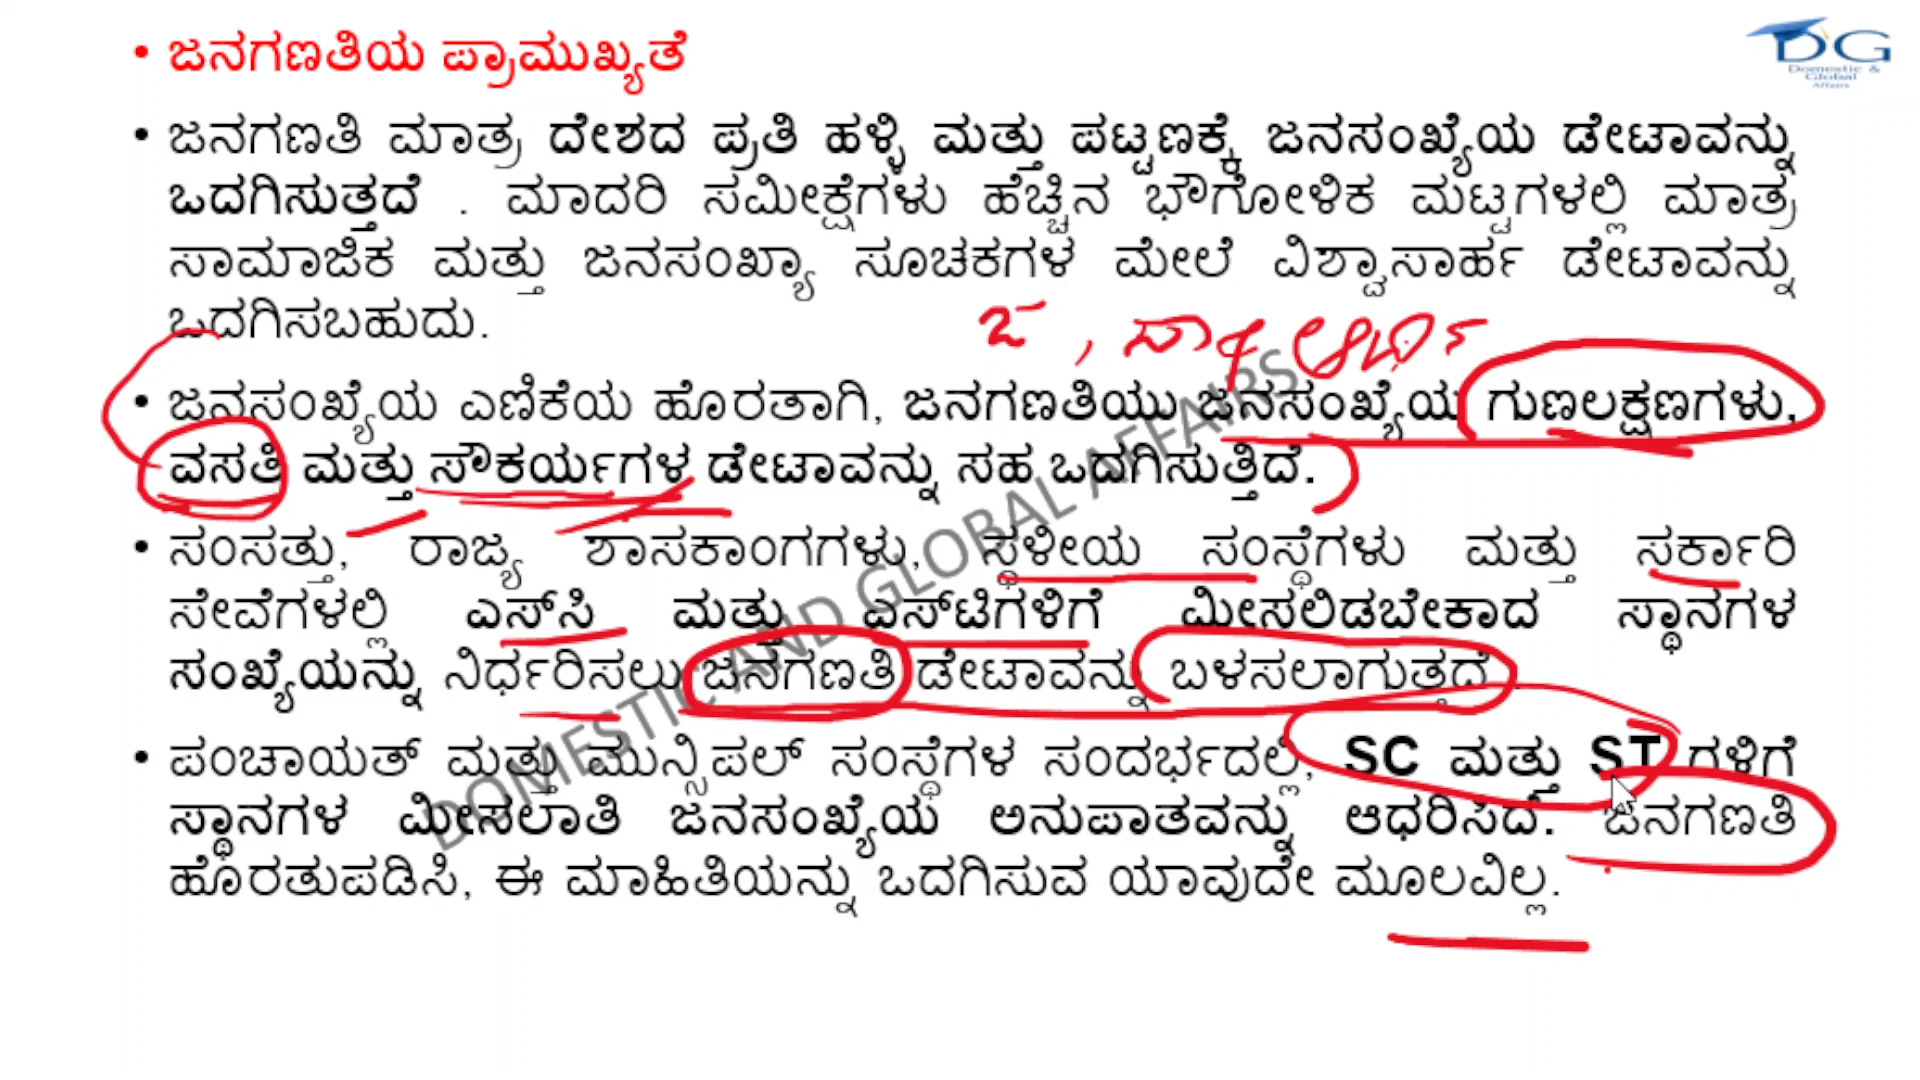 • ಜನಗಣತಿಯ ಪ್ರಾಮುಖ್ಯತೆ
DG
Domestic &
Global
Affairs
• ಜನಗಣತಿ ಮಾತ್ರ ದೇಶದ ಪ್ರತಿ ಹಳ್ಳಿ ಮತ್ತು ಪಟ್ಟಣಕ್ಕೆ ಜನಸಂಖ್ಯೆಯ ಡೇಟಾವನ್ನು
ಒದಗಿಸುತ್ತದೆ . ಮಾದರಿ ಸಮೀಕ್ಷೆಗಳು ಹೆಚ್ಚಿನ ಭೌಗೋಳಿಕ ಮಟ್ಟಗಳಲ್ಲಿ ಮಾತ್ರ
ಸಾಮಾಜಿಕ ಮತ್ತು ಜನಸಂಖ್ಯಾ ಸೂಚಕಗಳ ಮೇಲೆ ವಿಶ್ವಾಸಾರ್ಹ ಡೇಟಾವನ್ನು
ಒದಗಿಸಬಹುದು.
• ಜನಸಂಖ್ಯೆಯ ಎಣಿಕೆಯ ಹೊರತಾಗಿ, ಜನಗಣತಿಯು ಜನಸಂಖ್ಯೆಯ ಗುಣಲಕ್ಷಣಗಳು,
ವಸತಿ ಮತ್ತು ಸೌಕರ್ಯಗಳ ಡೇಟಾವನ್ನು ಸಹ ಒದಗಿಸುತ್ತಿದೆ.
• ಸಂಸತ್ತು, ರಾಜ್ಯ ಶಾಸಕಾಂಗಗಳು, ಸ್ಥಳೀಯ ಸಂಸ್ಥೆಗಳು ಮತ್ತು ಸರ್ಕಾರಿ
ಸೇವೆಗಳಲ್ಲಿ ಎಸ್‌ಸಿ ಮತ್ತು ಎಸ್‌ಟಿಗಳಿಗೆ ಮೀಸಲಿಡಬೇಕಾದ ಸ್ಥಾನಗಳ
ಸಂಖ್ಯೆಯನ್ನು ನಿರ್ಧರಿಸಲು ಜನಗಣತಿ ಡೇಟಾವನ್ನು ಬಳಸಲಾಗುತ್ತದೆ
• ಪಂಚಾಯತ್ ಮತ್ತು ಮುನ್ಸಿಪಲ್ ಸಂಸ್ಥೆಗಳ ಸಂದರ್ಭದಲ್ಲಿ, SC ಮತ್ತು ST ಗಳಿಗೆ
ಸ್ಥಾನಗಳ ಮೀಸಲಾತಿ ಜನಸಂಖ್ಯೆಯ ಅನುಪಾತವನ್ನು ಆಧರಿಸಿದೆ. ಜನಗಣತಿ
ಹೊರತುಪಡಿಸಿ, ಈ ಮಾಹಿತಿಯನ್ನು ಒದಗಿಸುವ ಯಾವುದೇ ಮೂಲವಿಲ್ಲ.
DOMESTIC AND GLOBAL AFFAIRS